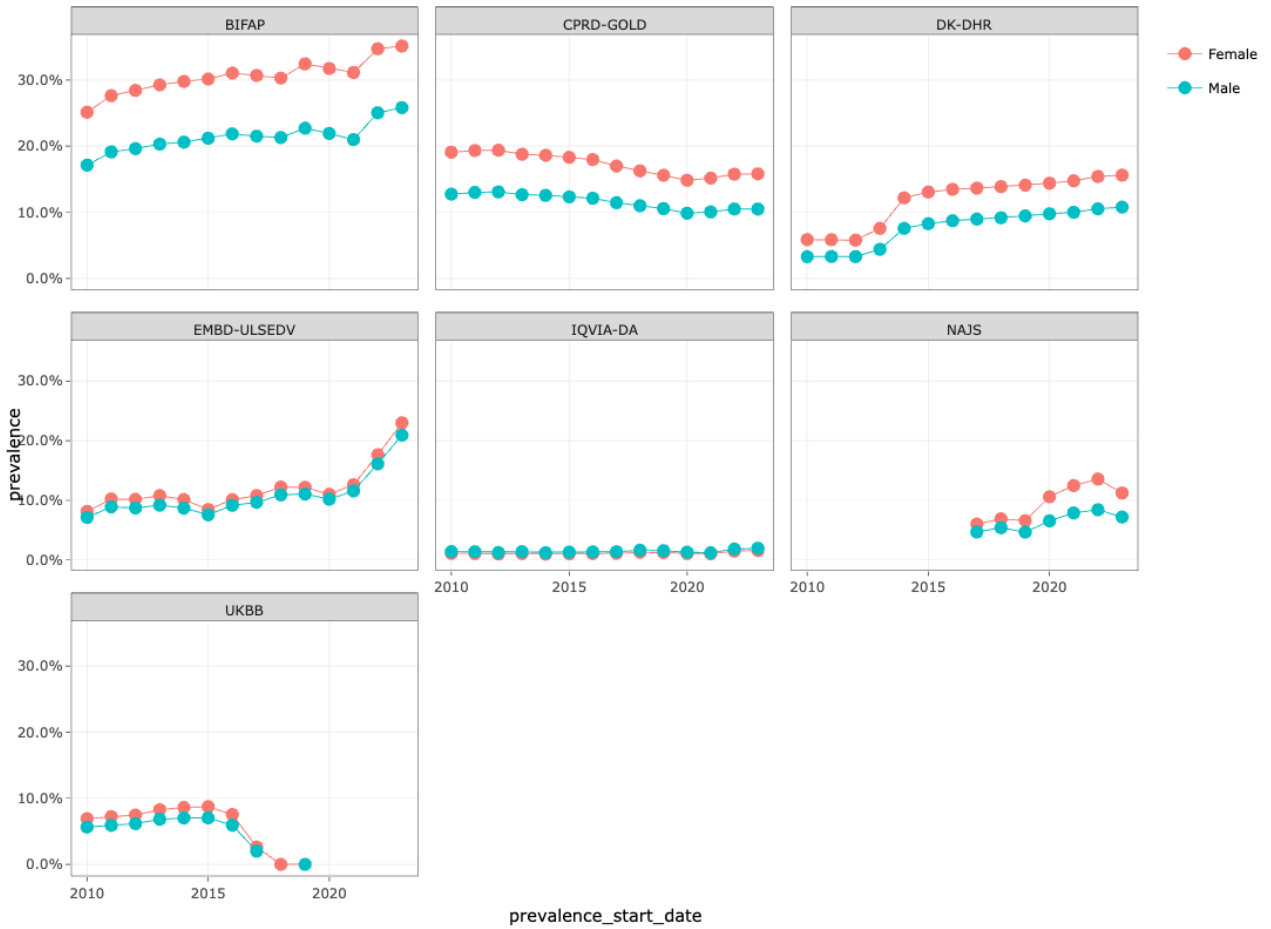 BIFAP
CPRD-GOLD
DK-DHR
Female
Male
30.0%
20.0%
10.0%
0.0%
EMBD-ULSEDV
IQVIA-DA
NAJS
30.0%
20.0%
10.0%
0.0%
prevalence
2010
2015
2020
2010
2015
2020
UKBB
30.0%
20.0%
10.0%
0.0%
2010
2015
2020
prevalence_start_date